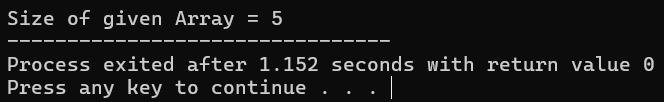 Size of given Array = 5
--------------------------------
Process exited after 1.152 seconds with return value 0
Press any key to continue . . .